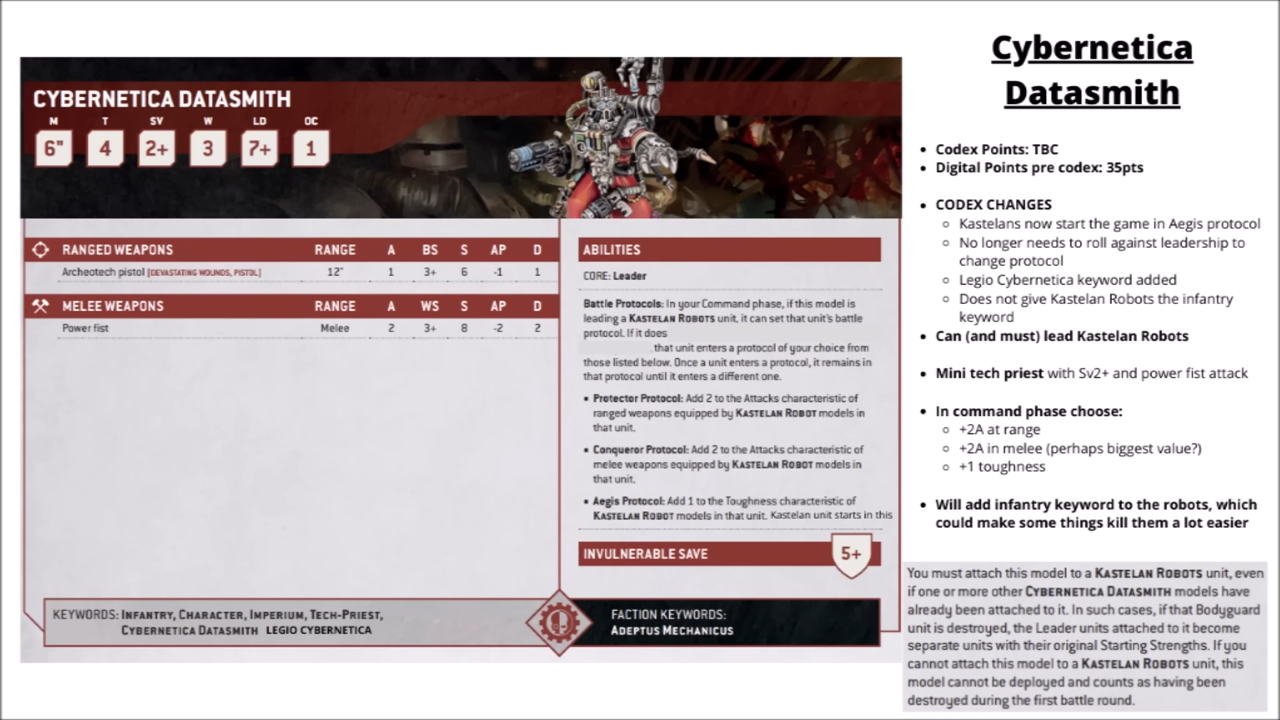 CYBERNETICA DATASMITH
M T SV W LD OC
6" 4 2+ 3 7+ 1
RANGED WEAPONS RANGE A BS S AP D
Archeotech pistol [DEVASTATING WOUNDS, PISTOL] 12" 1 3+ 6 -1 1
MELEE WEAPONS RANGE A WS S AP D
Power fist Melee 2 3+ 8 -2 2
ABILITIES
CORE: Leader
Battle Protocols: In your Command phase, if this model is
leading a KASTELAN ROBOTS unit, it can set that unit's battle
protocol. If it does
, that unit enters a protocol of your choice from
those listed below. Once a unit enters a protocol, it remains in
that protocol until it enters a different one.
▪ Protector Protocol: Add 2 to the Attacks characteristic of
ranged weapons equipped by KASTELAN ROBOT models in
that unit.
▪ Conqueror Protocol: Add 2 to the Attacks characteristic of
melee weapons equipped by KASTELAN ROBOT models in
that unit.
▪ Aegis Protocol: Add 1 to the Toughness characteristic of
KASTELAN ROBOT models in that unit. Kastelan unit starts in this
INVULNERABLE SAVE 5+
KEYWORDS: INFANTRY, CHARACTER, IMPERIUM, TECH-PRIEST,
CYBERNETICA DATASMITH LEGIO CYBERNETICA
FACTION KEYWORDS:
ADEPTUS MECHANICUS
Cybernetica
Datasmith
• Codex Points: TBC
• Digital Points pre codex: 35pts
• CODEX CHANGES
○ Kastelans now start the game in Aegis protocol
○ No longer needs to roll against leadership to
change protocol
○ Legio Cybernetica keyword added
○ Does not give Kastelan Robots the infantry
keyword
• Can (and must) lead Kastelan Robots
• Mini tech priest with Sv2+ and power fist attack
• In command phase choose:
○ +2A at range
○ +2A in melee (perhaps biggest value?)
○ +1 toughness
• Will add infantry keyword to the robots, which
could make some things kill them a lot easier
You must attach this model to a KASTELAN ROBOTS unit, even
if one or more other CYBERNETICA DATASMITH models have
already been attached to it. In such cases, if that Bodyguard
unit is destroyed, the Leader units attached to it become
separate units with their original Starting Strengths. If you
cannot attach this model to a KASTELAN ROBOTS unit, this
model cannot be deployed and counts as having been
destroyed during the first battle round.